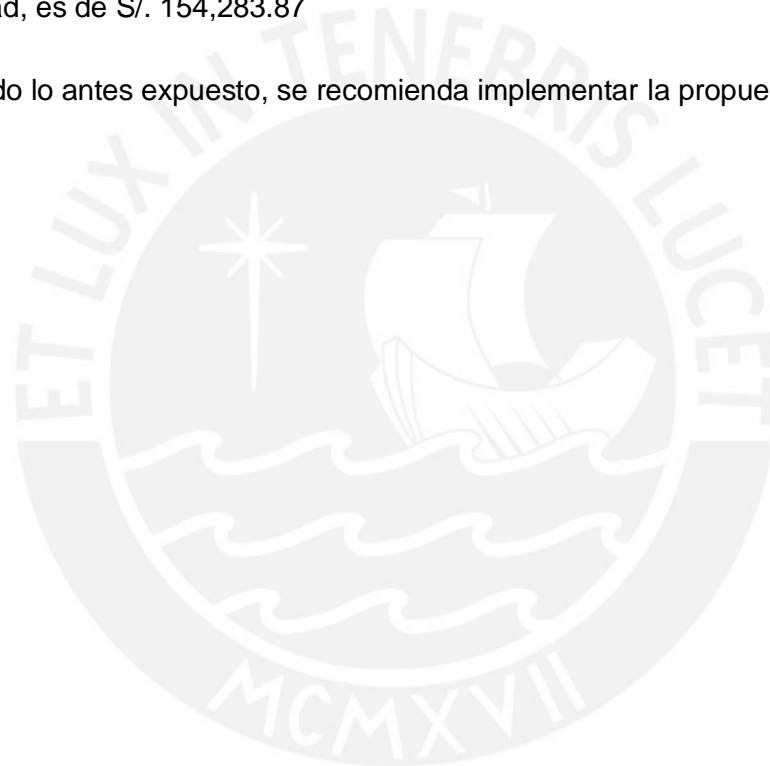 ad, es de S/. 154,283.87
do lo antes expuesto, se recomienda implementar la propue
ET LUX IN TENEBRIS LUCET
MCMXVII